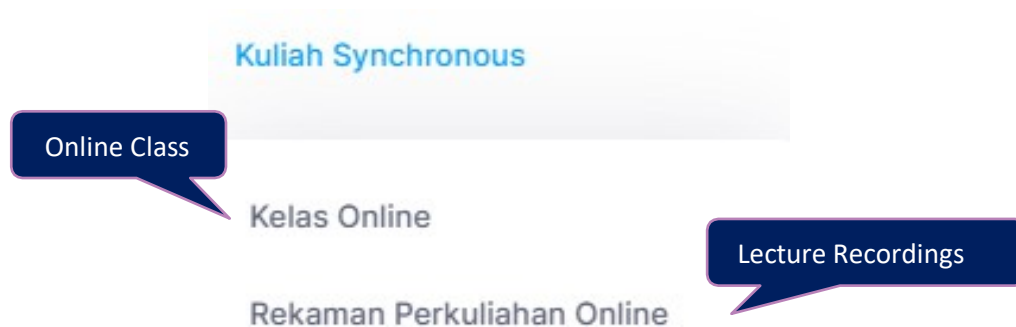 Kuliah Synchronous
Online Class
Kelas Online
Lecture Recordings
Rekaman Perkuliahan Online